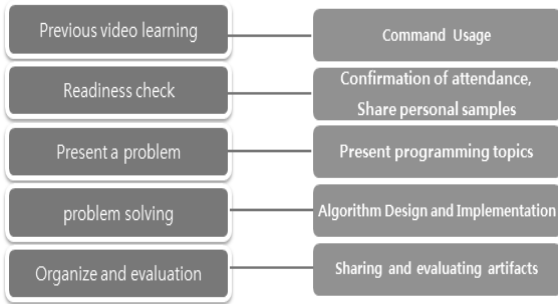 Previous video learning
Command Usage
Readiness check
Confirmation of attendance,
Share personal samples
Present a problem
Present programming topics
problem solving
Algorithm Design and Implementation
Organize and evaluation
Sharing and evaluating artifacts